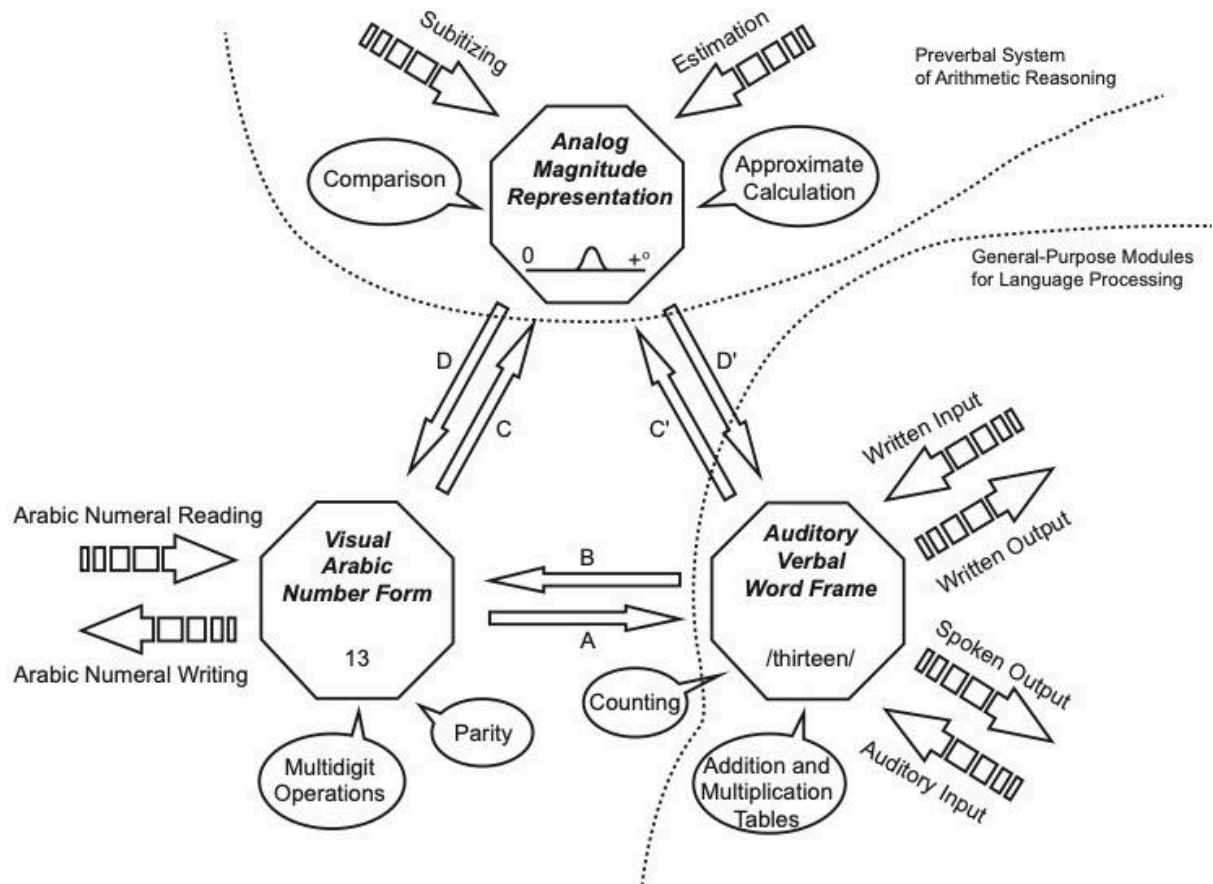 Subitizing
Estimation
Preverbal System
of Arithmetic Reasoning
Analog
Magnitude
Representation
Comparison
Approximate
Calculation
0
+°
General-Purpose Modules
for Language Processing
D
C
D'
C'
Written Input
Written Output
Arabic Numeral Reading
Arabic Numeral Writing
Visual
Arabic
Number Form
13
B
A
Auditory
Verbal
Word Frame
/thirteen/
Spoken Output
Auditory Input
Counting
Parity
Multidigit
Operations
Addition and
Multiplication
Tables